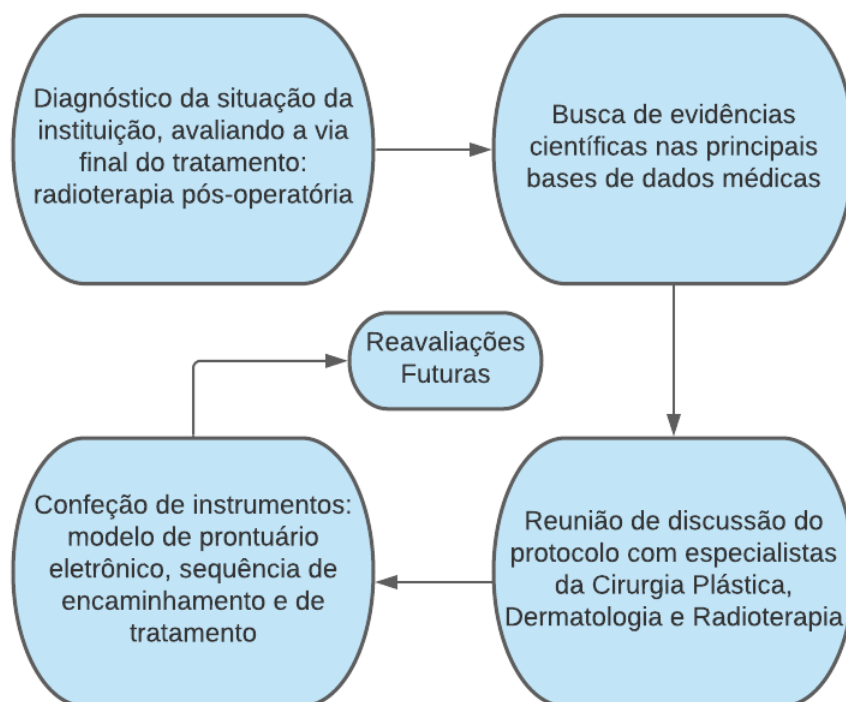 Diagnóstico da situação da
instituição, avaliando a via
final do tratamento:
radioterapia pós-operatória
Busca de evidências
científicas nas principais
bases de dados médicas
Reavaliações
Futuras
Confeção de instrumentos:
modelo de prontuário
eletrônico, sequência de
encaminhamento e de
tratamento
Reunião de discussão do
protocolo com especialistas
da Cirurgia Plástica,
Dermatologia e Radioterapia